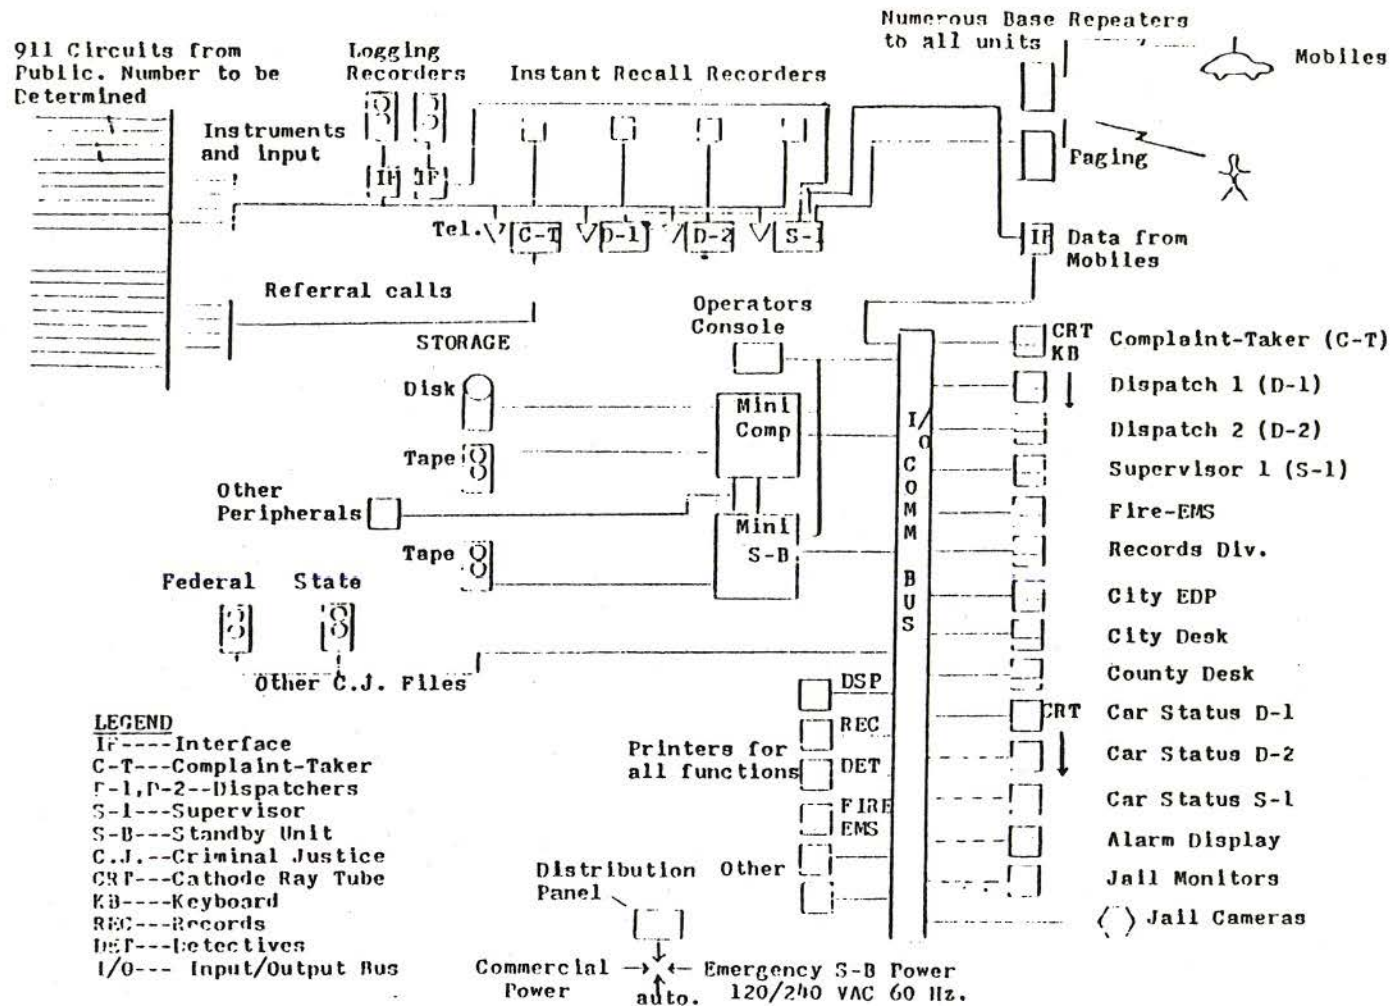 Numerous Base Repeaters
to all units
Mobiles
911 Circuits from
Public. Number to be
Determined
Logging
Recorders
Instant Recall Recorders
Instruments
and input
IF IF
Paging
Tel. C-T D-1 D-2 S-1
IF Data from
Mobiles
Referral calls
Operators
Console
STORAGE
Disk
Tape
Other
Peripherals
Tape
Mini
Comp
Mini
S-B
Federal State
Other C.J. Files
I/O COMM BUS
CRT
KB
Complaint-Taker (C-T)
Dispatch 1 (D-1)
Dispatch 2 (D-2)
Supervisor 1 (S-1)
Fire-EMS
Records Div.
City EDP
City Desk
County Desk
CRT Car Status D-1
Car Status D-2
Car Status S-1
Alarm Display
Jail Monitors
Jail Cameras
DSP
REC
Printers for
all functions
DET
FIRE
EMS
Other
LEGEND
IF----Interface
C-T---Complaint-Taker
D-1,D-2--Dispatchers
S-1---Supervisor
S-B---Standby Unit
C.J.--Criminal Justice
CRT---Cathode Ray Tube
KB----Keyboard
REC---Records
DET---Detectives
I/O--- Input/Output Bus
Distribution
Panel
Commercial
Power
auto.
Emergency S-B Power
120/240 VAC 60 Hz.